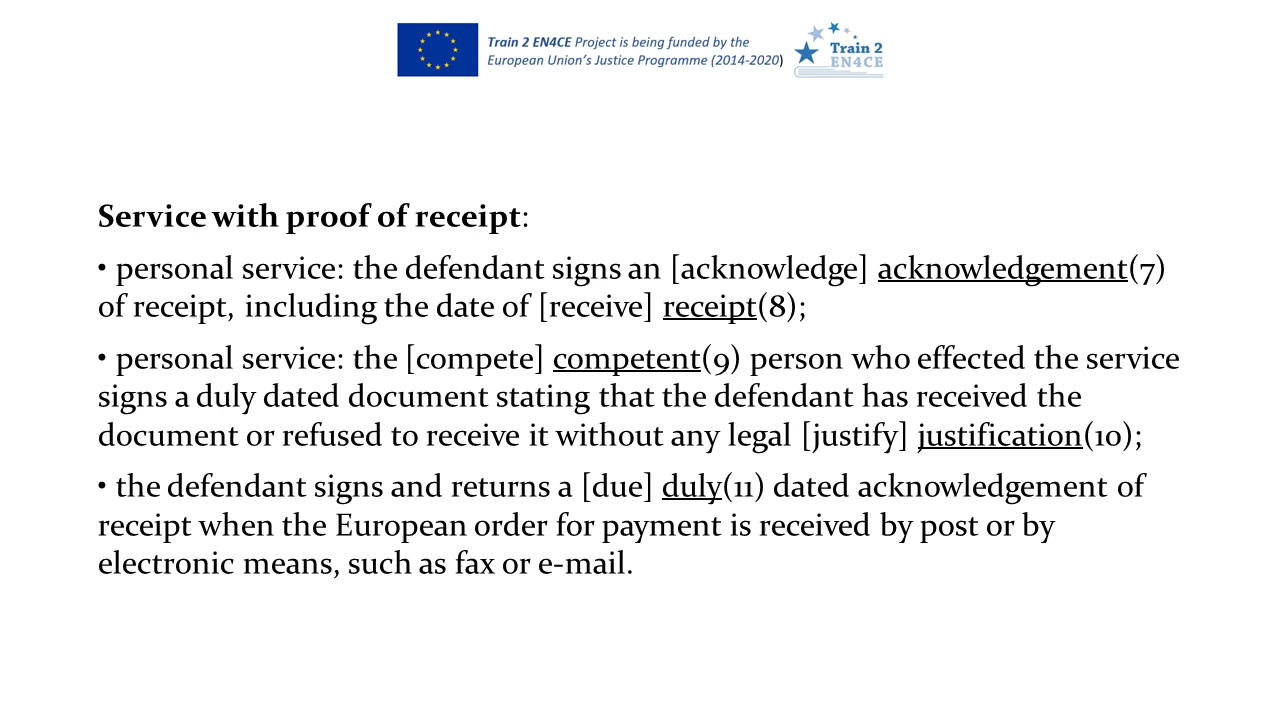 Train 2 EN4CE Project is being funded by the
European Union's Justice Programme (2014-2020)
Train 2
EN4CE
Service with proof of receipt:
• personal service: the defendant signs an [acknowledge] acknowledgement(7)
of receipt, including the date of [receive] receipt(8);
• personal service: the [compete] competent(9) person who effected the service
signs a duly dated document stating that the defendant has received the
document or refused to receive it without any legal [justify] justification(10);
• the defendant signs and returns a [due] duly(11) dated acknowledgement of
receipt when the European order for payment is received by post or by
electronic means, such as fax or e-mail.